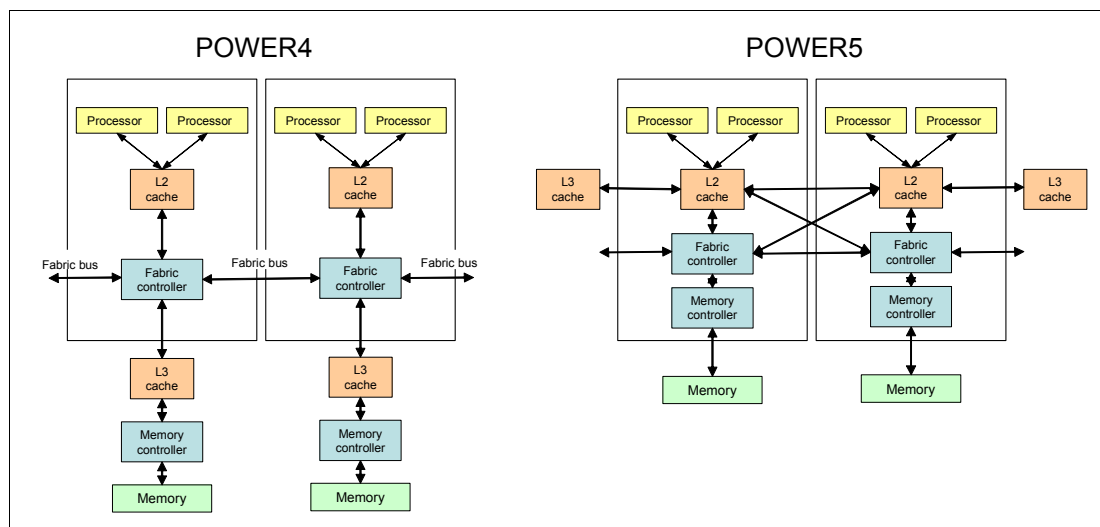 POWER4
POWER5
Processor
Processor
Processor
Processor
L2
cache
L2
cache
Fabric bus
Fabric
controller
Fabric bus
Fabric
controller
Fabric bus
L3
cache
L3
cache
Memory
controller
Memory
controller
Memory
Memory
Processor
Processor
Processor
Processor
L3
cache
L2
cache
L2
cache
L3
cache
Fabric
controller
Fabric
controller
Memory
controller
Memory
controller
Memory
Memory